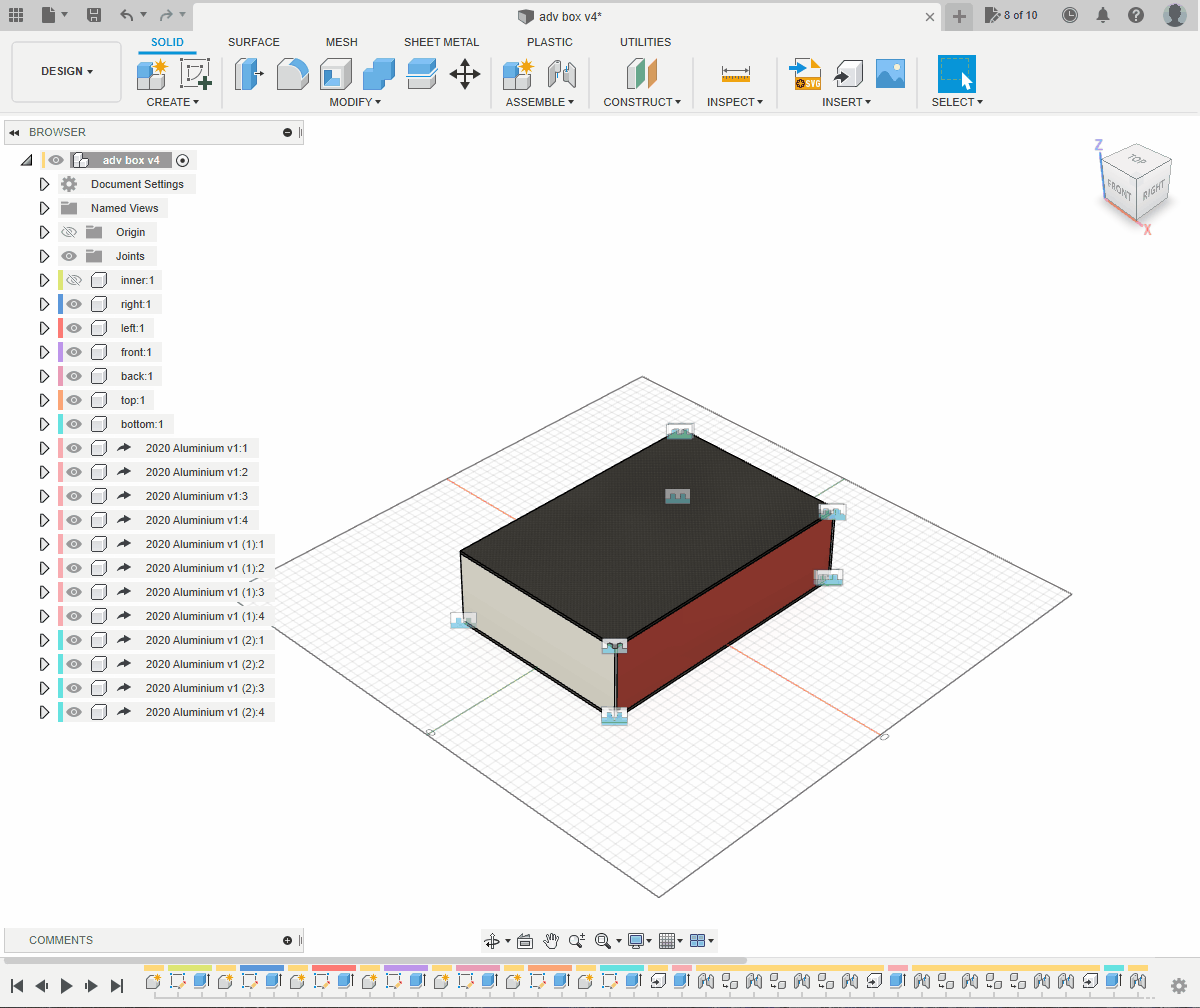 adv box v4*
8 of 10
DESIGN
SOLID SURFACE MESH SHEET METAL PLASTIC UTILITIES
SVG
CREATE MODIFY ASSEMBLE CONSTRUCT INSPECT INSERT SELECT
BROWSER
adv box v4
Document Settings
Named Views
Origin
Joints
inner:1
right:1
left:1
front:1
back:1
top:1
bottom:1
2020 Aluminium v1:1
2020 Aluminium v1:2
2020 Aluminium v1:3
2020 Aluminium v1:4
2020 Aluminium v1 (1):1
2020 Aluminium v1 (1):2
2020 Aluminium v1 (1):3
2020 Aluminium v1 (1):4
2020 Aluminium v1 (2):1
2020 Aluminium v1 (2):2
2020 Aluminium v1 (2):3
2020 Aluminium v1 (2):4
Z
TOP
FRONT RIGHT
X
COMMENTS